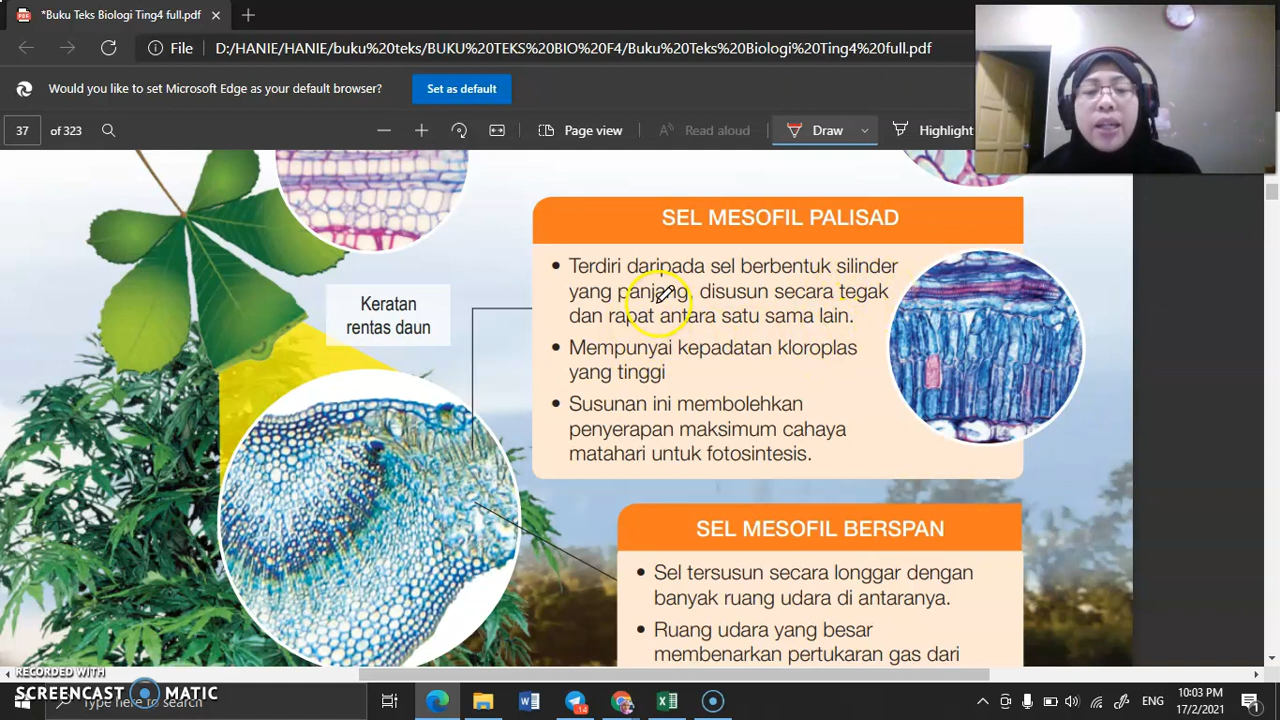 *Buku Teks Biologi Ting4 full.pdf
File
D:/HANIE/HANIE/buku%20teks/BUKU%20TEKS%20BIO%20F4/Buku%20Teks%20Biologi%20Ting4%20full.pdf
Would you like to set Microsoft Edge as your default browser?
Set as default
37 of 323
Page view
Read aloud
Draw
Highlight
SEL MESOFIL PALISAD
• Terdiri daripada sel berbentuk silinder
yang panjang, disusun secara tegak
dan rapat antara satu sama lain.
• Mempunyai kepadatan kloroplas
yang tinggi
• Susunan ini membolehkan
penyerapan maksimum cahaya
matahari untuk fotosintesis.
Keratan
rentas daun
SEL MESOFIL BERSPAN
• Sel tersusun secara longgar dengan
banyak ruang udara di antaranya.
• Ruang udara yang besar
membenarkan pertukaran gas dari
RECORDED WITH
SCREENCAST MATIC
Type here to search
14
ENG
10:03 PM
17/2/2021
1